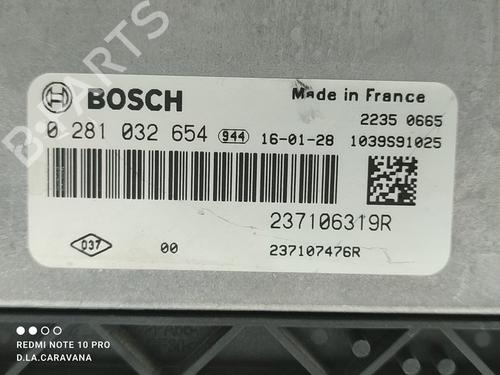 B-PARTS
BOSCH
Made in France
2235 0665
0 281 032 654 944 16-01-28 1039S91025
237106319R
037 00 237107476R
REDMI NOTE 10 PRO
D.L.A.CARAVANA